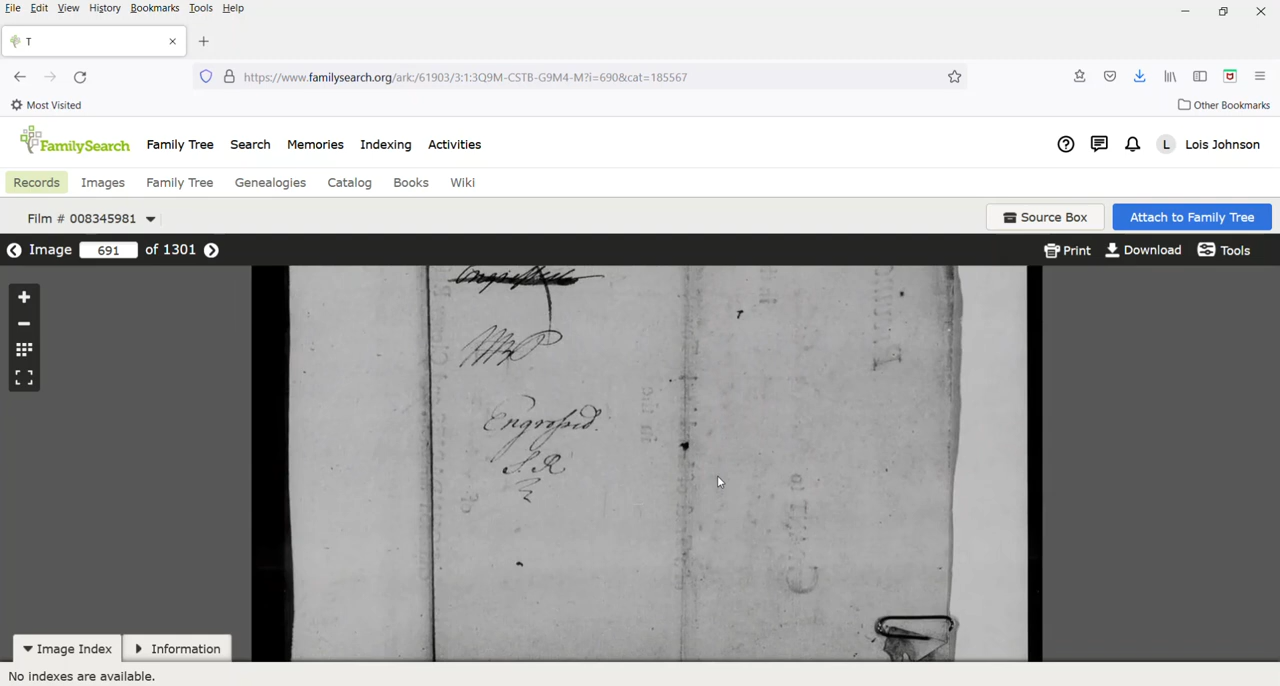 File Edit View History Bookmarks Tools Help
T
https://www.familysearch.org/ark:/61903/3:1:3Q9M-CSTB-G9M4-M?i=690&cat=185567
Most Visited
Other Bookmarks
FamilySearch Family Tree Search Memories Indexing Activities
L Lois Johnson
Records Images Family Tree Genealogies Catalog Books Wiki
Film # 008345981
Source Box Attach to Family Tree
Image 691 of 1301
Print Download Tools
Engrossed.
S. R
Image Index Information
No indexes are available.